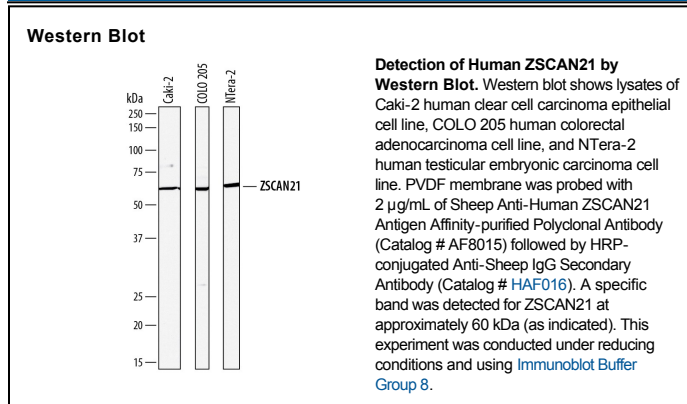 Western Blot
kDa
Caki-2
COLO 205
NTera-2
250
150
100
75
50
37
25
20
15
ZSCAN21
Detection of Human ZSCAN21 by
Western Blot. Western blot shows lysates of
Caki-2 human clear cell carcinoma epithelial
cell line, COLO 205 human colorectal
adenocarcinoma cell line, and NTera-2
human testicular embryonic carcinoma cell
line. PVDF membrane was probed with
2 µg/mL of Sheep Anti-Human ZSCAN21
Antigen Affinity-purified Polyclonal Antibody
(Catalog # AF8015) followed by HRP-
conjugated Anti-Sheep IgG Secondary
Antibody (Catalog # HAF016). A specific
band was detected for ZSCAN21 at
approximately 60 kDa (as indicated). This
experiment was conducted under reducing
conditions and using Immunoblot Buffer
Group 8.